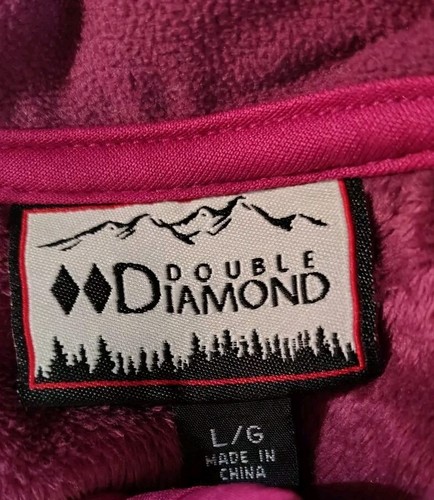 DOUBLE
DIAMOND
L/G
MADE IN
CHINA